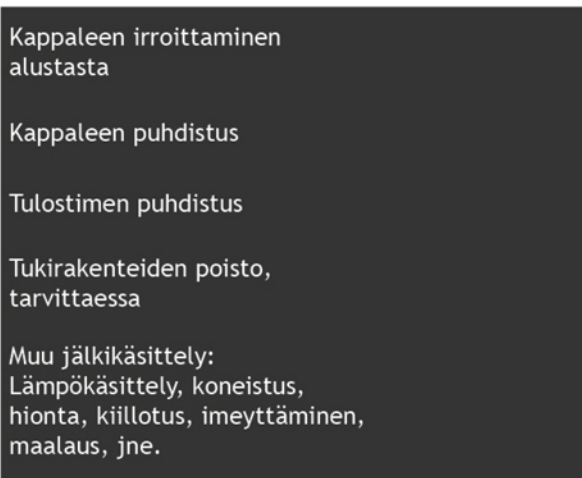 Kappaleen irroittaminen
alustasta
Kappaleen puhdistus
Tulostimen puhdistus
Tukirakenteiden poisto,
tarvittaessa
Muu jälkikäsittely:
Lämpökäsittely, koneistus,
hionta, kiillotus, imeyttäminen,
maalaus, jne.